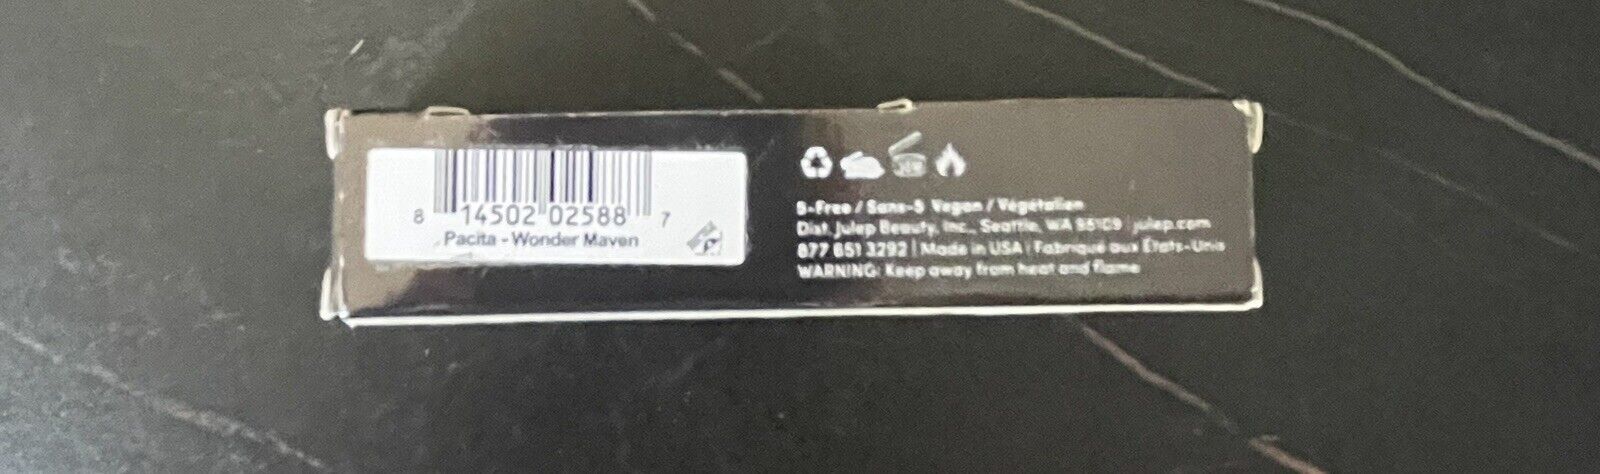 8 14502 02588 7
Pacita - Wonder Maven
5-Free / Sans-5 Vegan / Végétalien
Dist. Julep Beauty, Inc., Seattle, WA 98109 | julep.com
877 651 3292 | Made in USA | Fabriqué aux États-Unis
WARNING: Keep away from heat and flame